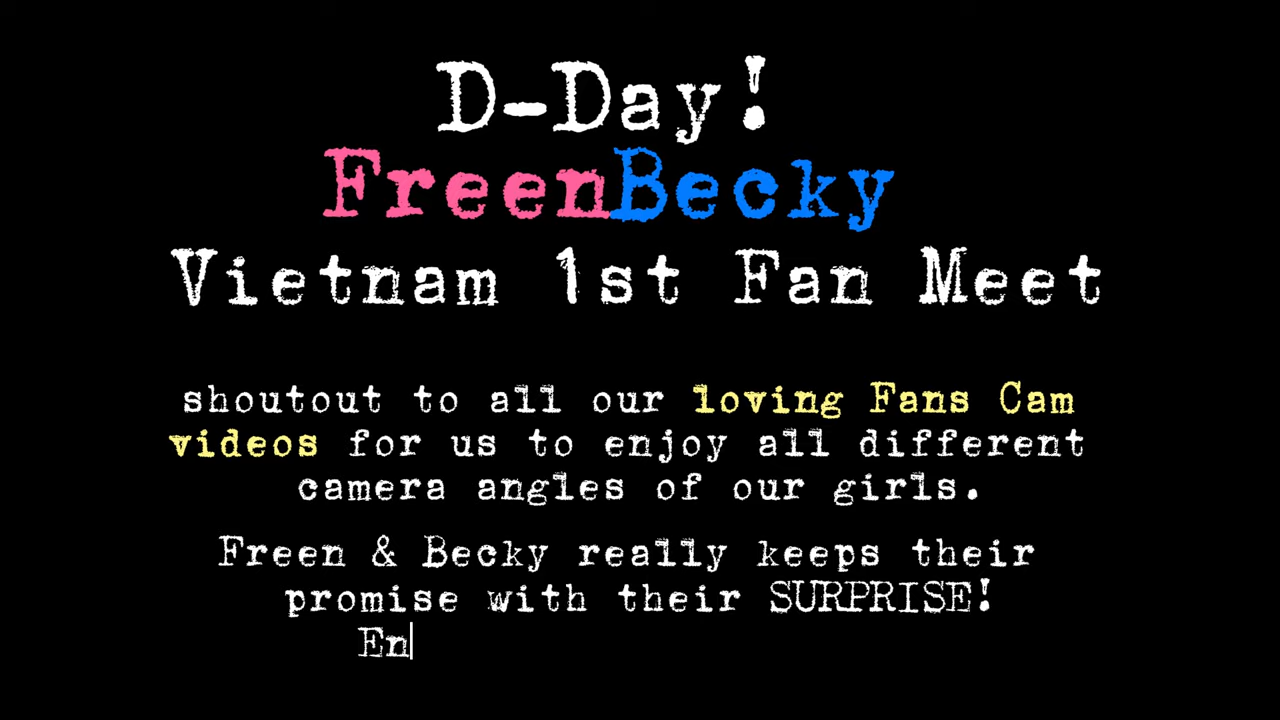 D-Day!
FreenBecky
Vietnam 1st Fan Meet
shoutout to all our loving Fans Cam
videos for us to enjoy all different
camera angles of our girls.
Freen & Becky really keeps their
promise with their SURPRISE!
En